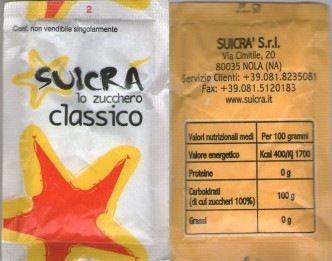 2
Conf. non vendibile singolarmente
SUICRÀ
lo zucchero
classico
SUICRA' S.r.l.
Via Cimitile, 20
80035 NOLA (NA)
Servizio Clienti: +39.081.8235081
Fax: +39.081.5120183
www.suicra.it
Valori nutrizionali medi Per 100 grammi
Valore energetico Kcal 400/Kj 1700
Proteine 0 g
Carboidrati
(di cui zuccheri 100%) 100 g
Grassi 0 g